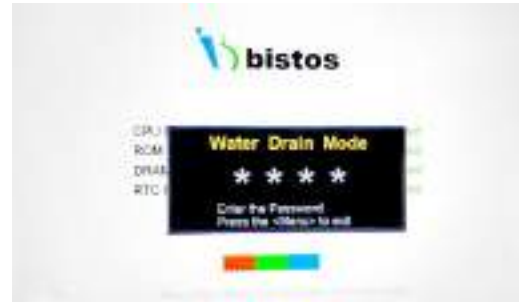 bistos
CPU
ROM
DRAM
RTC
Water Drain Mode
* * * *
Enter the Password
Press the <Menu> to exit